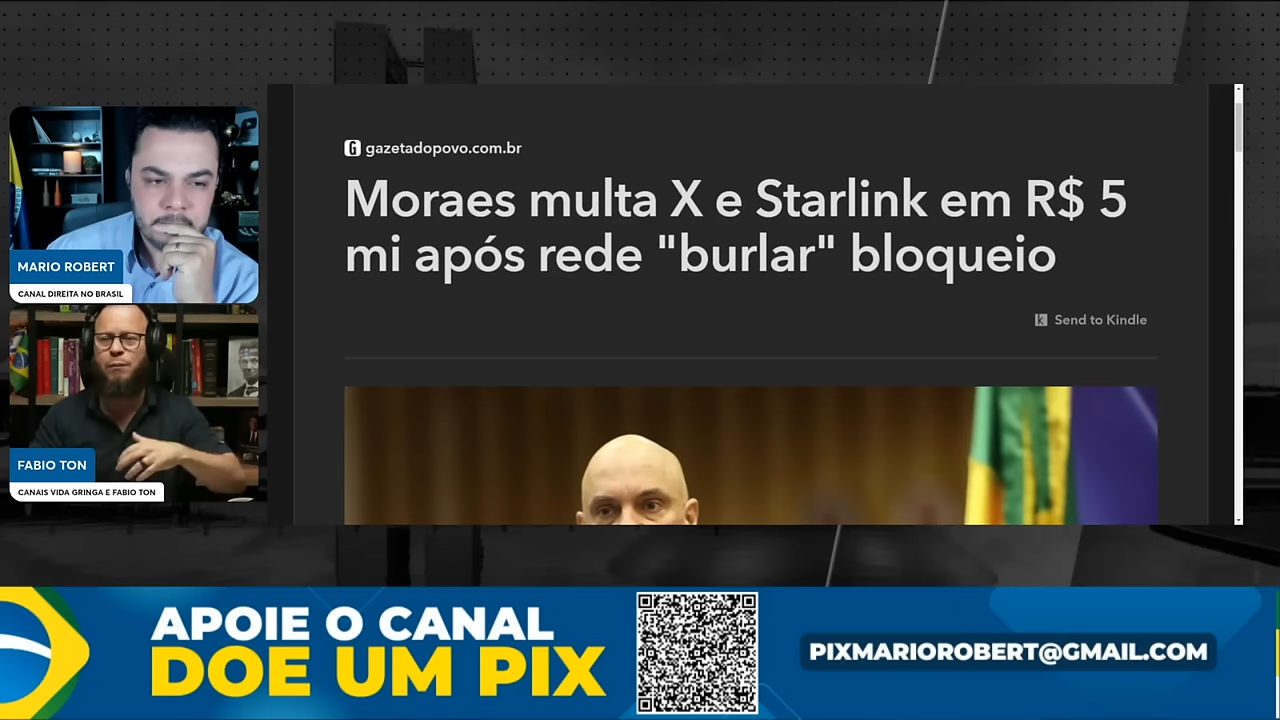 gazetadopovo.com.br
Moraes multa X e Starlink em R$ 5
mi após rede "burlar" bloqueio
Send to Kindle
MARIO ROBERT
CANAL DIREITA NO BRASIL
FABIO TON
CANAIS VIDA GRINGA E FABIO TON
APOIE O CANAL
DOE UM PIX
PIXMARIOROBERT@GMAIL.COM